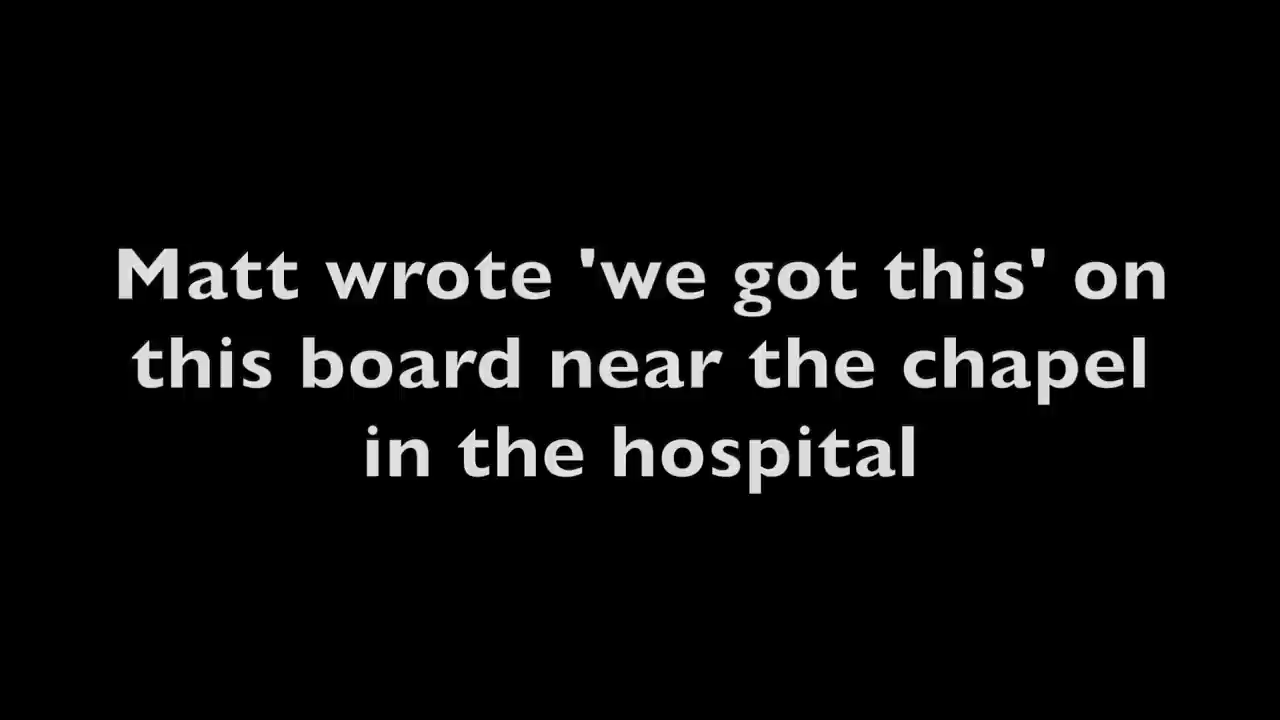 Matt wrote 'we got this' on
this board near the chapel
in the hospital